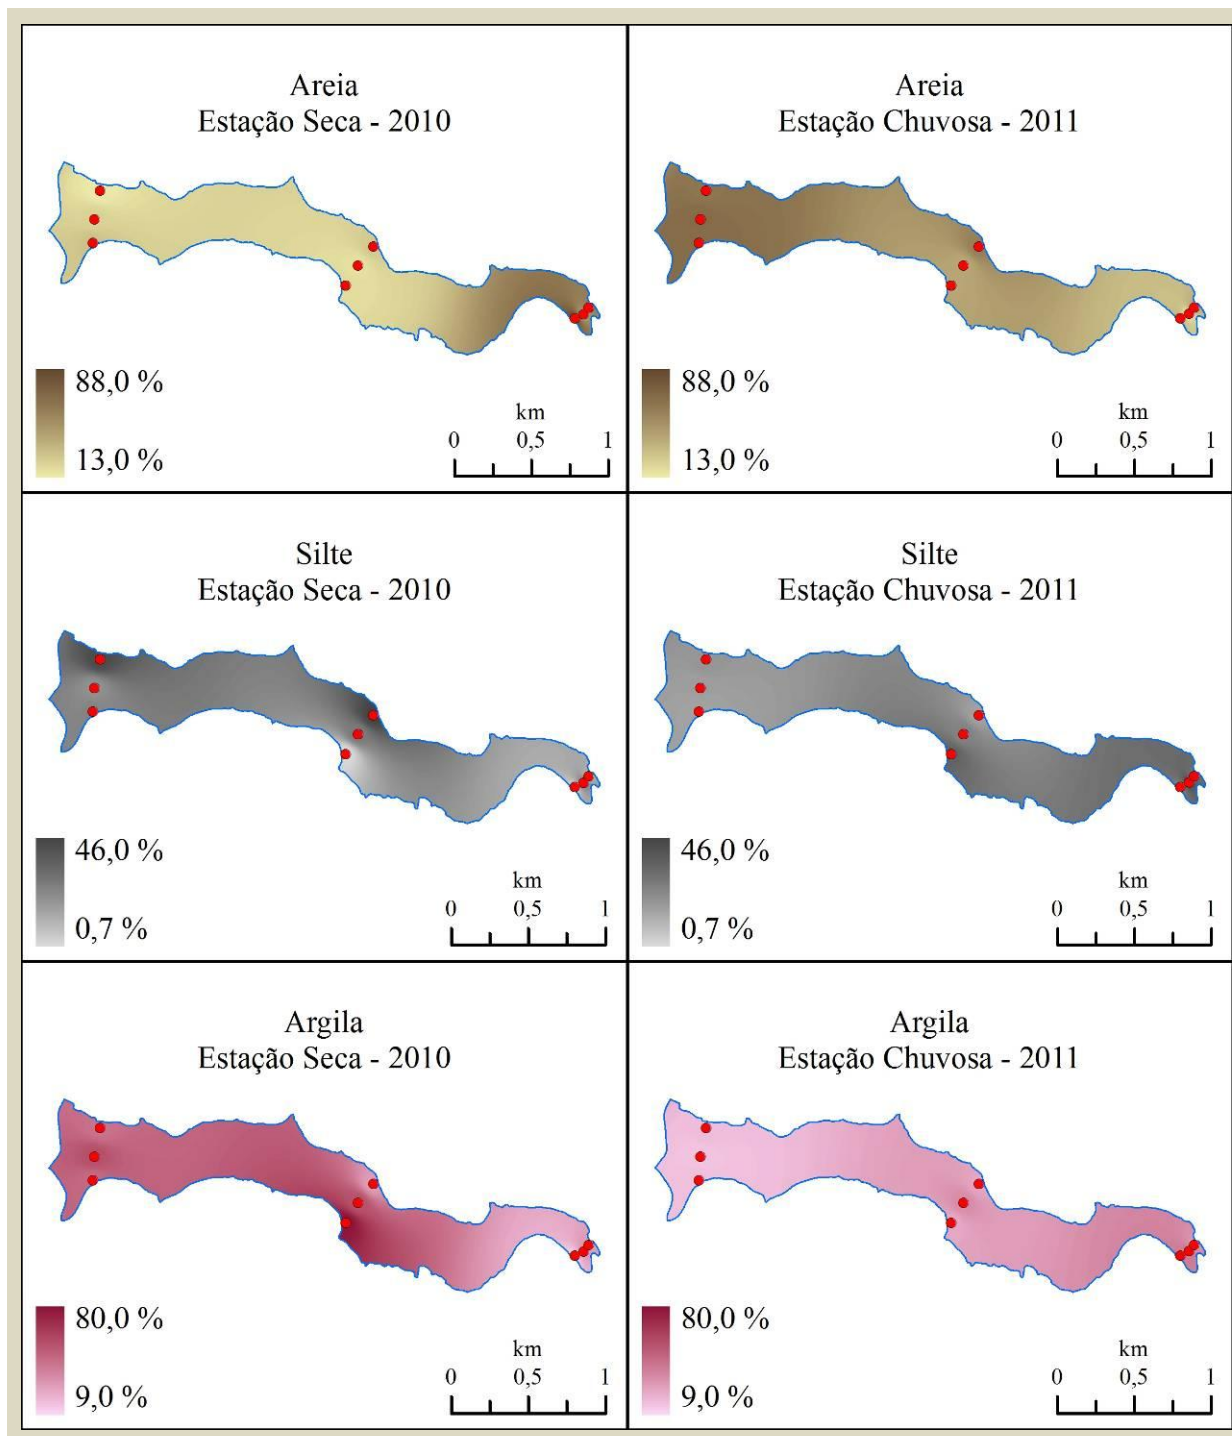 Areia
Estação Seca - 2010
88,0 %
13,0 %
km
0 0,5 1
Areia
Estação Chuvosa - 2011
88,0 %
13,0 %
km
0 0,5 1
Silte
Estação Seca - 2010
46,0 %
0,7 %
km
0 0,5 1
Silte
Estação Chuvosa - 2011
46,0 %
0,7 %
km
0 0,5 1
Argila
Estação Seca - 2010
80,0 %
9,0 %
km
0 0,5 1
Argila
Estação Chuvosa - 2011
80,0 %
9,0 %
km
0 0,5 1